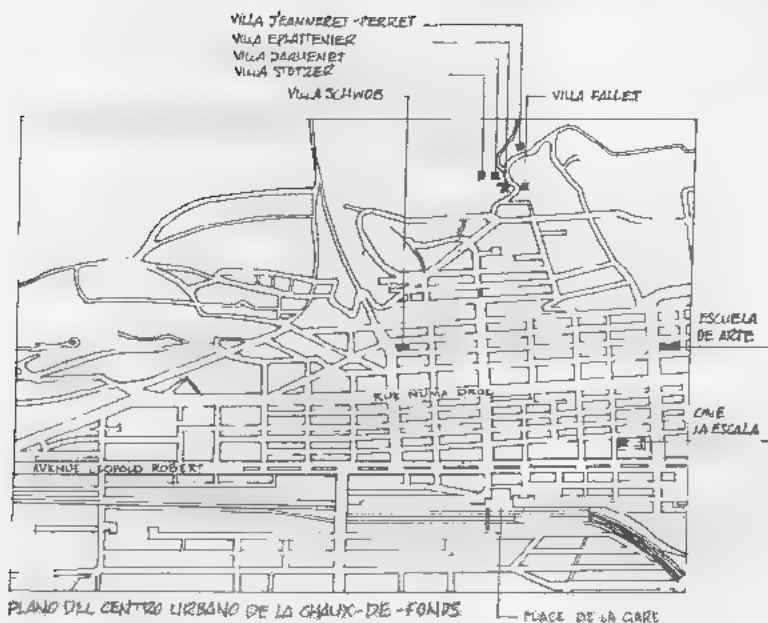 VILLA JEANNERET-PERRET
VILLA EPLATTENIER
VILLA JAQUEMET
VILLA STOTZER
VILLA SCHWOB
VILLA FALLET
ESCUELA
DE ARTE
RUE NUMA DROZ
CINE
LA ESCALA
AVENUE LEOPOLD ROBERT
PLANO DEL CENTRO URBANO DE LA CHAUX-DE-FONDS
PLACE DE LA GARE